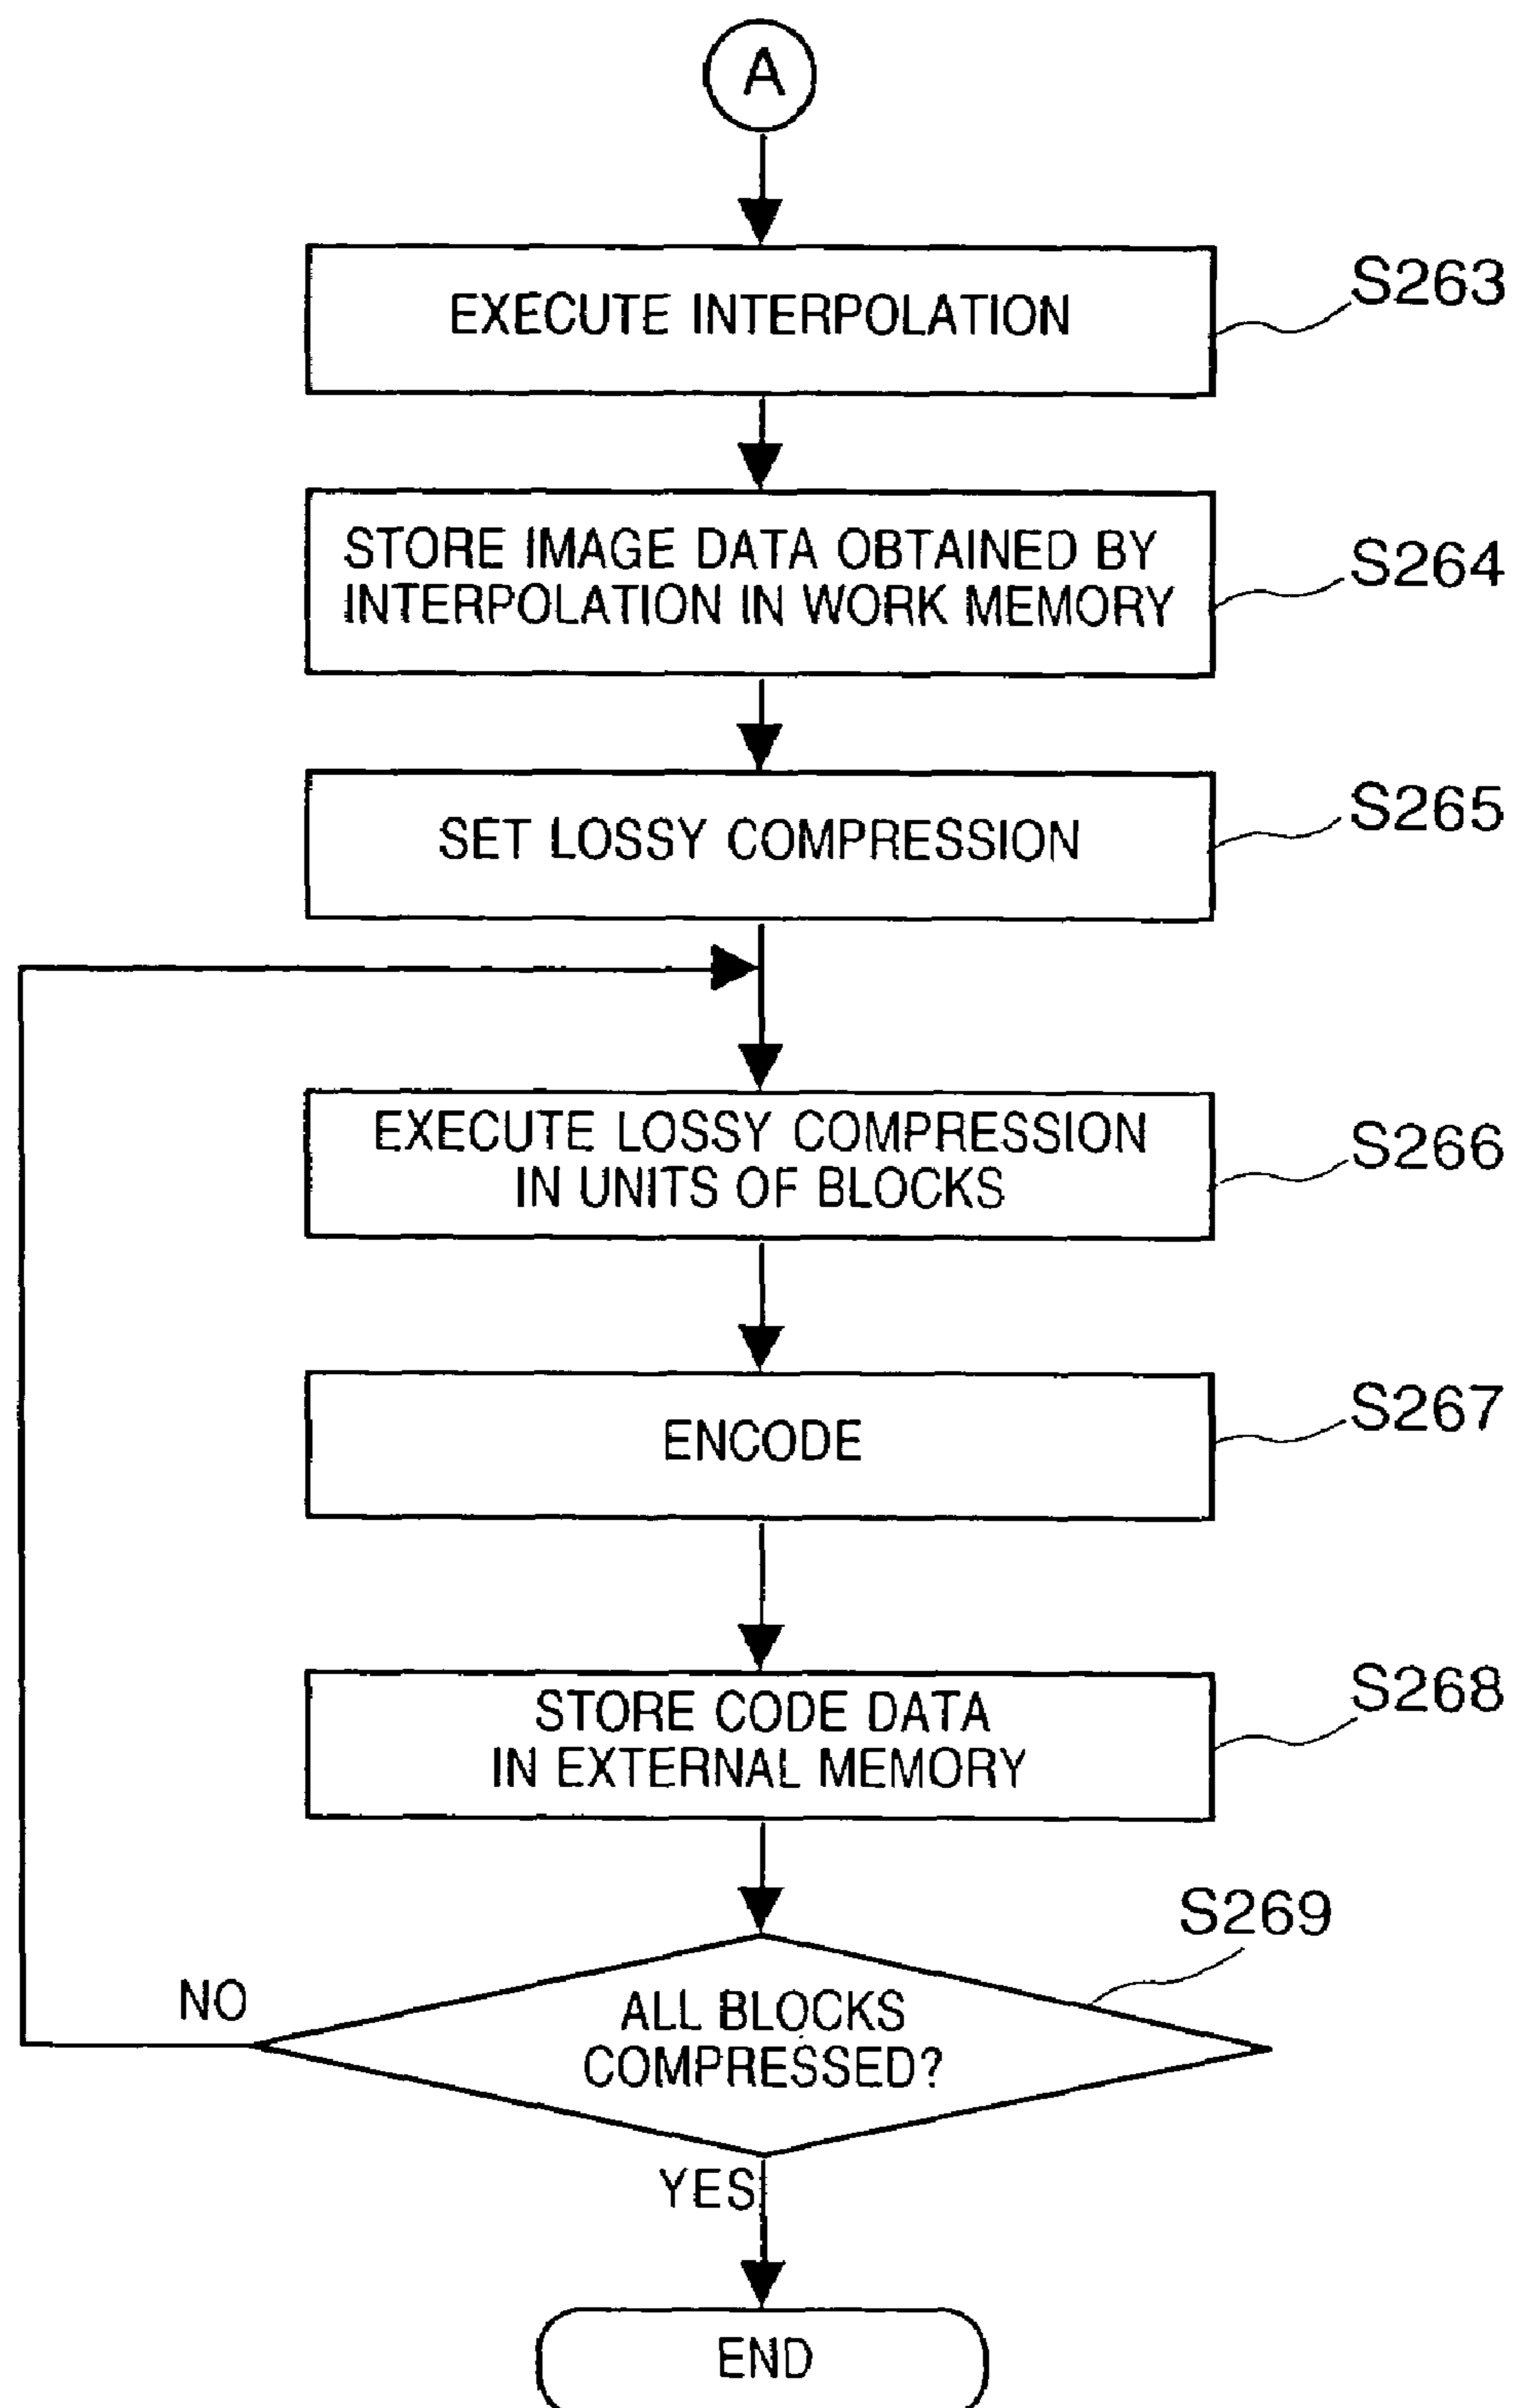 A
EXECUTE INTERPOLATION
S263
STORE IMAGE DATA OBTAINED BY
INTERPOLATION IN WORK MEMORY
S264
SET LOSSY COMPRESSION
S265
EXECUTE LOSSY COMPRESSION
IN UNITS OF BLOCKS
S266
ENCODE
S267
STORE CODE DATA
IN EXTERNAL MEMORY
S268
S269
NO
ALL BLOCKS
COMPRESSED?
YES
END